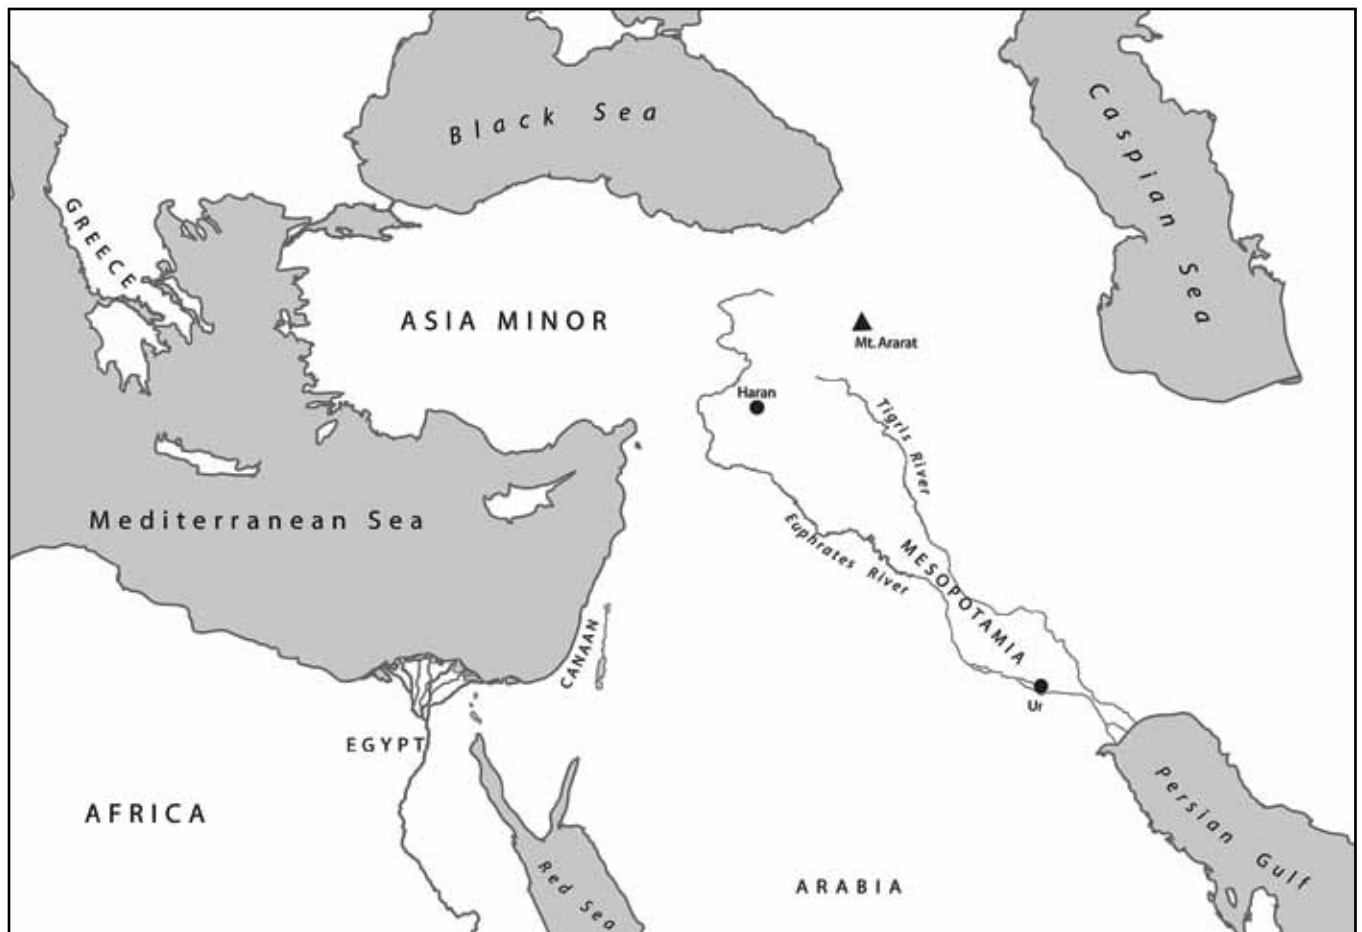 Black Sea
Caspian Sea
GREECE
ASIA MINOR
Mt. Ararat
Haran
Tigris River
Mediterranean Sea
Euphrates River
MESOPOTAMIA
CANAAN
Ur
EGYPT
AFRICA
Persian Gulf
Red Sea
ARABIA